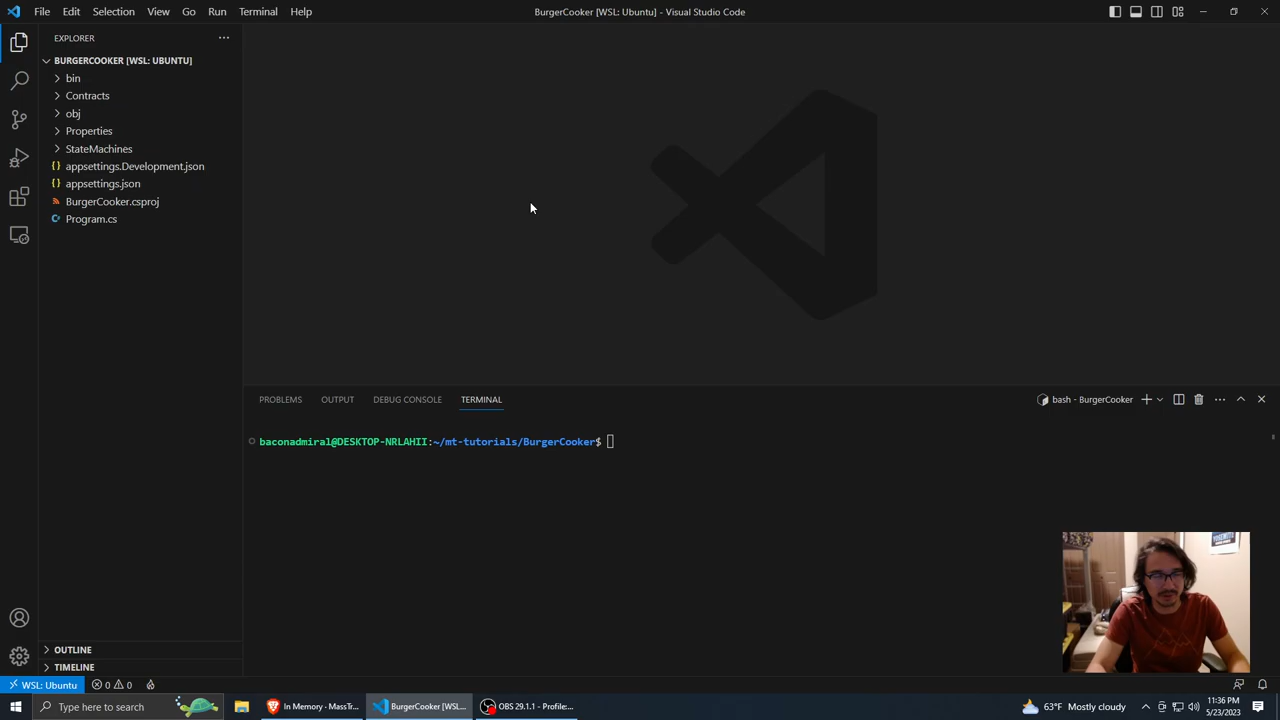 File Edit Selection View Go Run Terminal Help
BurgerCooker [WSL: Ubuntu] - Visual Studio Code
EXPLORER
BURGERCOOKER [WSL: UBUNTU]
bin
Contracts
obj
Properties
StateMachines
{} appsettings.Development.json
{} appsettings.json
BurgerCooker.csproj
C# Program.cs
PROBLEMS OUTPUT DEBUG CONSOLE TERMINAL
bash - BurgerCooker
baconadmiral@DESKTOP-NRLAHII:~/mt-tutorials/BurgerCooker$
OUTLINE
TIMELINE
WSL: Ubuntu 0 0
Type here to search
In Memory · MassTr...
BurgerCooker [WSL...
OBS 29.1.1 - Profile:...
63°F Mostly cloudy
11:36 PM
5/23/2023